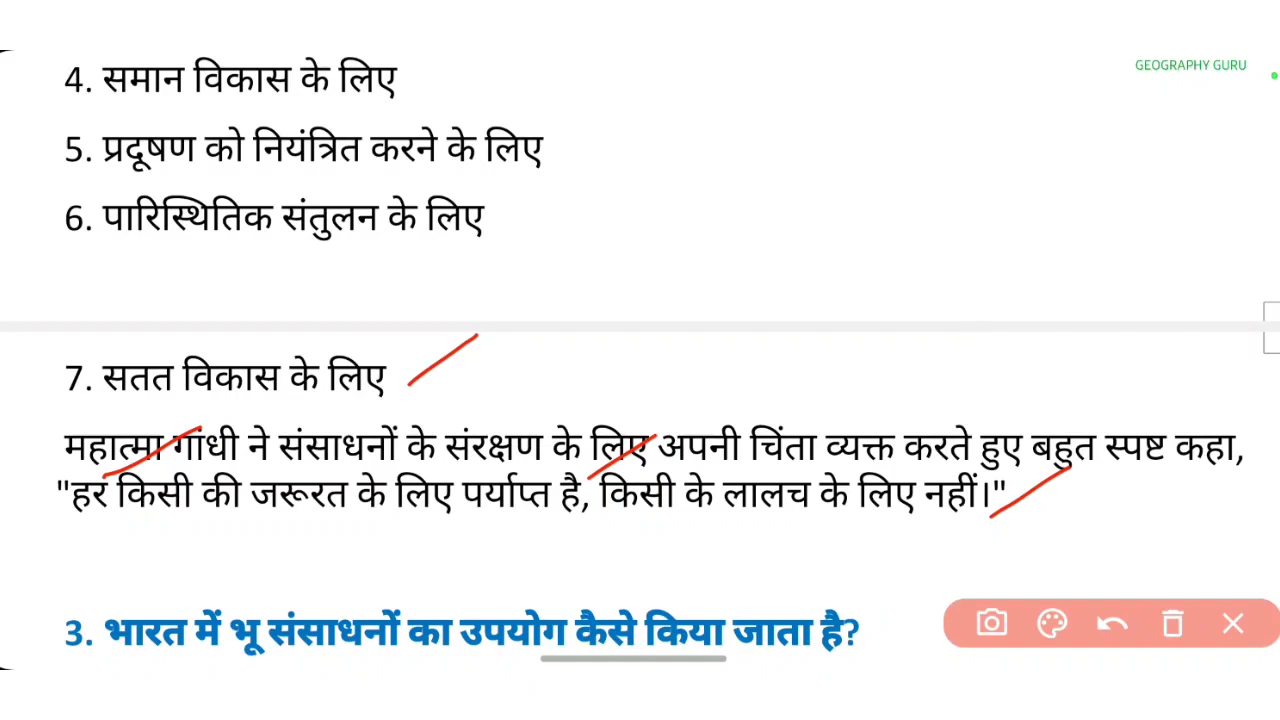 GEOGRAPHY GURU
4. समान विकास के लिए
5. प्रदूषण को नियंत्रित करने के लिए
6. पारिस्थितिक संतुलन के लिए
7. सतत विकास के लिए
महात्मा गांधी ने संसाधनों के संरक्षण के लिए अपनी चिंता व्यक्त करते हुए बहुत स्पष्ट कहा,
"हर किसी की जरूरत के लिए पर्याप्त है, किसी के लालच के लिए नहीं।"
3. भारत में भू संसाधनों का उपयोग कैसे किया जाता है?